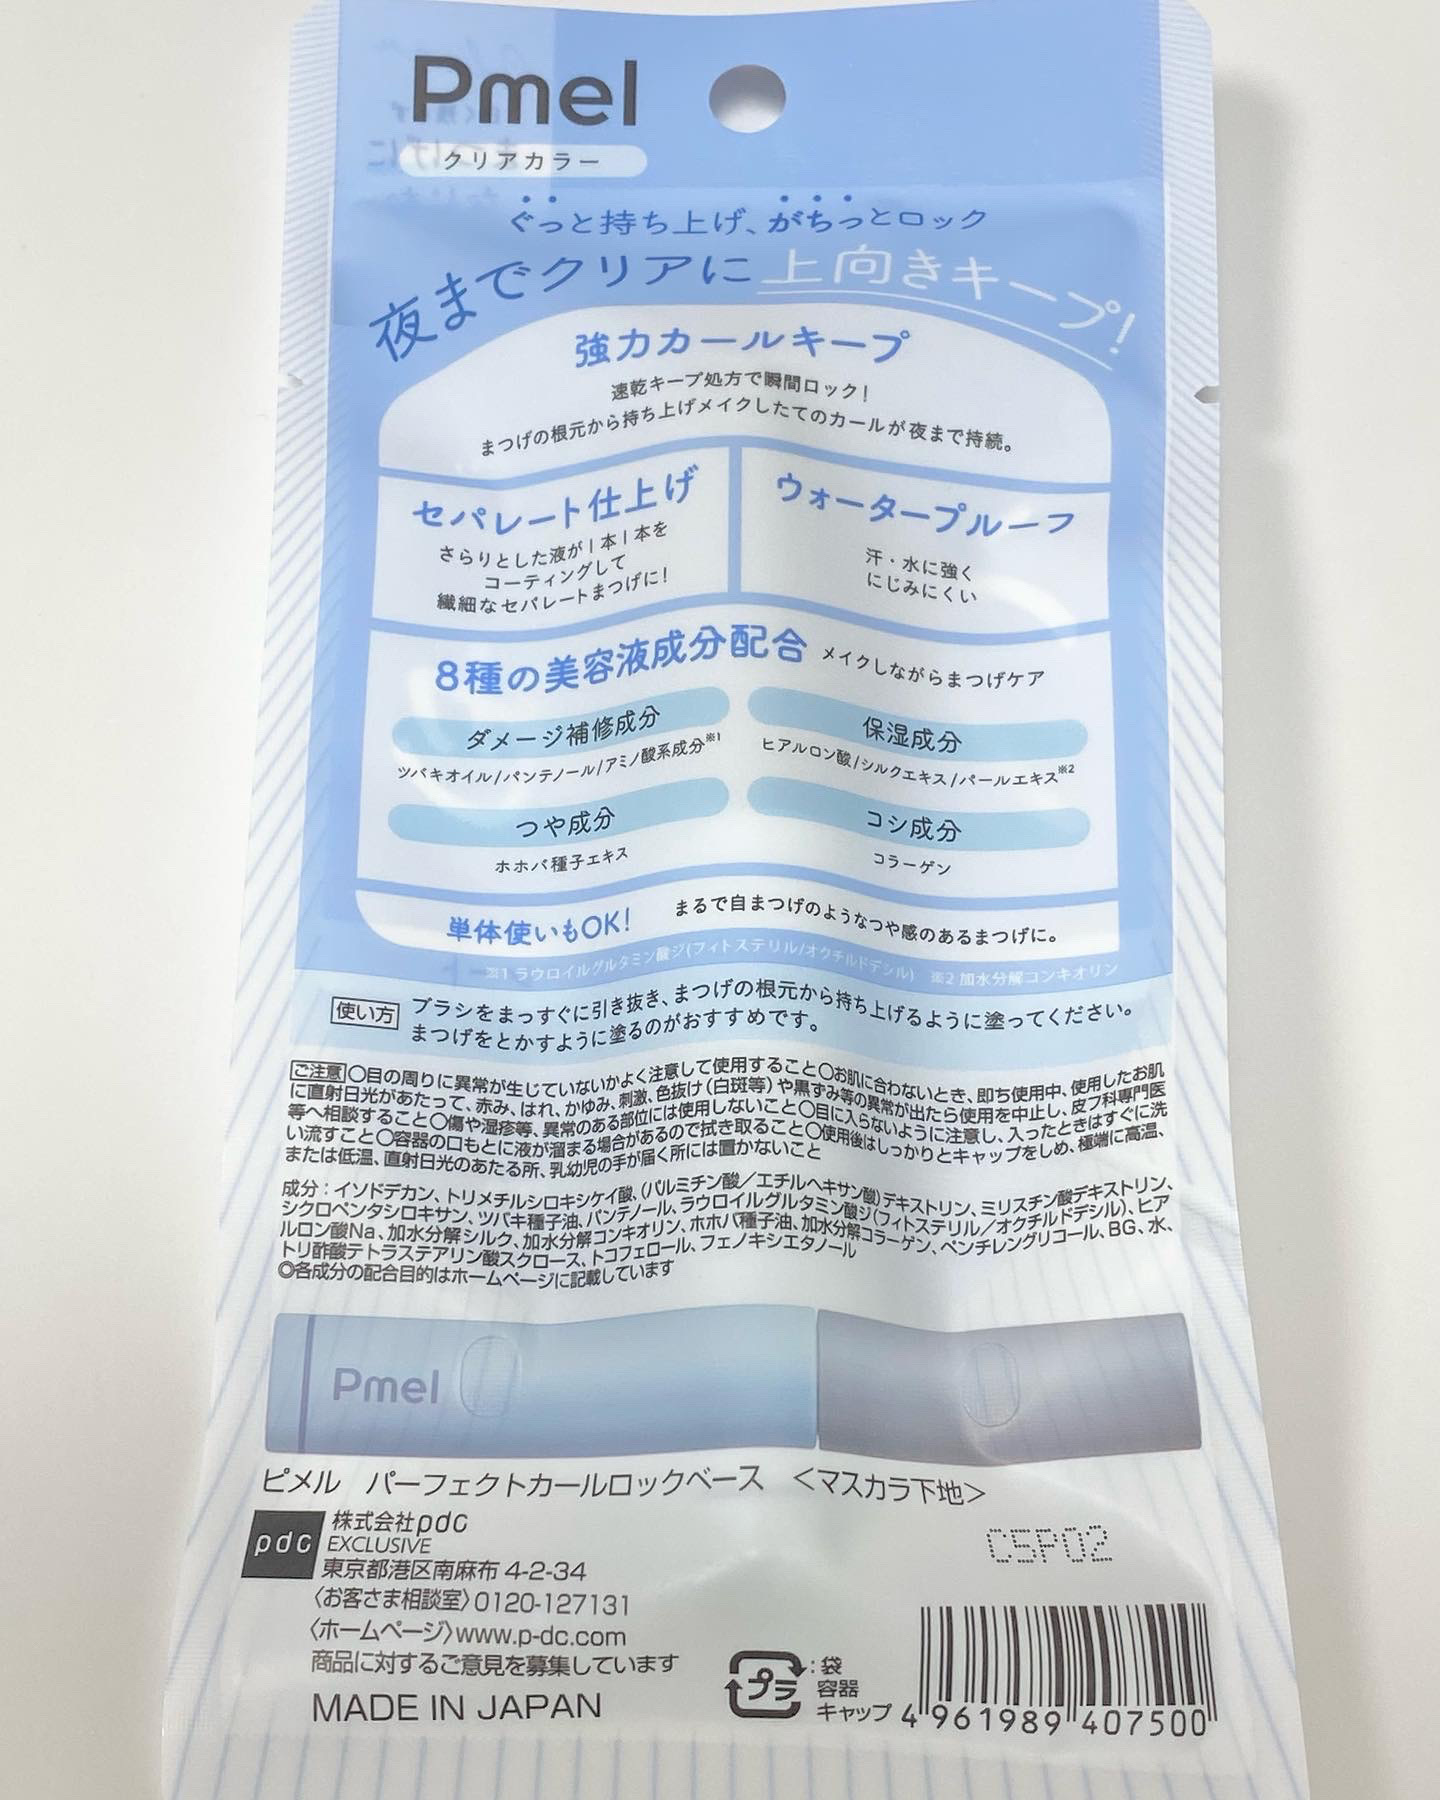 Pmel
クリアカラー
ぐっと持ち上げ、がちっとロック
夜までクリアに上向きキープ!
強力カールキープ
速乾キープ処方で瞬間ロック!
まつげの根元から持ち上げメイクしたてのカールが夜まで持続。
セパレート仕上げ
さらりとした液が1本1本を
コーティングして
繊細なセパレートまつげに!
ウォータープルーフ
汗・水に強く
にじみにくい
8種の美容液成分配合 メイクしながらまつげケア
ダメージ補修成分
ツバキオイル/パンテノール/アミノ酸系成分※1
保湿成分
ヒアルロン酸/シルクエキス/パールエキス※2
つや成分
ホホバ種子エキス
コシ成分
コラーゲン
単体使いもOK! まるで自まつげのようなつや感のあるまつげに。
※1 ラウロイルグルタミン酸ジ(フィトステリル/オクチルドデシル) ※2 加水分解コンキオリン
使い方 ブラシをまっすぐに引き抜き、まつげの根元から持ち上げるように塗ってください。
まつげをとかすように塗るのがおすすめです。
ご注意 〇目の周りに異常が生じていないかよく注意して使用すること〇お肌に合わないとき、即ち使用中、使用したお肌
に直射日光があたって、赤み、はれ、かゆみ、刺激、色抜け(白斑等)や黒ずみ等の異常が出たら使用を中止し、皮フ科専門医
等へ相談すること〇傷や湿疹等、異常のある部位には使用しないこと〇目に入らないように注意し、入ったときはすぐに洗
い流すこと〇容器の口もとに液が溜まる場合があるので拭き取ること〇使用後はしっかりとキャップをしめ、極端に高温、
または低温、直射日光のあたる所、乳幼児の手が届く所には置かないこと
成分:イソドデカン、トリメチルシロキシケイ酸、(パルミチン酸/エチルヘキサン酸)デキストリン、ミリスチン酸デキストリン、
シクロペンタシロキサン、ツバキ種子油、パンテノール、ラウロイルグルタミン酸ジ(フィトステリル/オクチルドデシル)、ヒア
ルロン酸Na、加水分解シルク、加水分解コンキオリン、ホホバ種子油、加水分解コラーゲン、ペンチレングリコール、BG、水、
トリ酢酸テトラステアリン酸スクロース、トコフェロール、フェノキシエタノール
◎各成分の配合目的はホームページに記載しています
Pmel
ピメル パーフェクトカールロックベース <マスカラ下地>
pdc 株式会社pdc
EXCLUSIVE
東京都港区南麻布 4-2-34
〈お客さま相談室〉0120-127131
〈ホームページ〉www.p-dc.com
商品に対するご意見を募集しています
MADE IN JAPAN
C5P02
プラ :袋
容器
キャップ
4 961989 407500